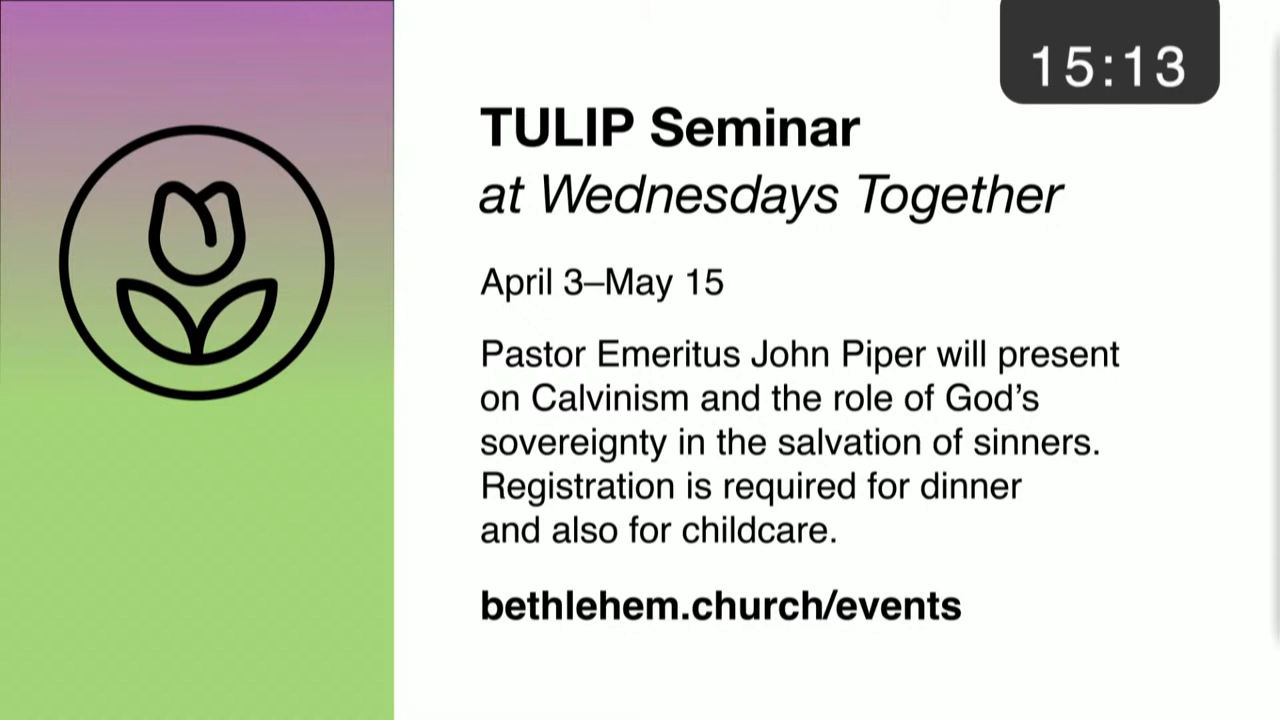 15:13
TULIP Seminar
at Wednesdays Together
April 3–May 15
Pastor Emeritus John Piper will present
on Calvinism and the role of God’s
sovereignty in the salvation of sinners.
Registration is required for dinner
and also for childcare.
bethlehem.church/events